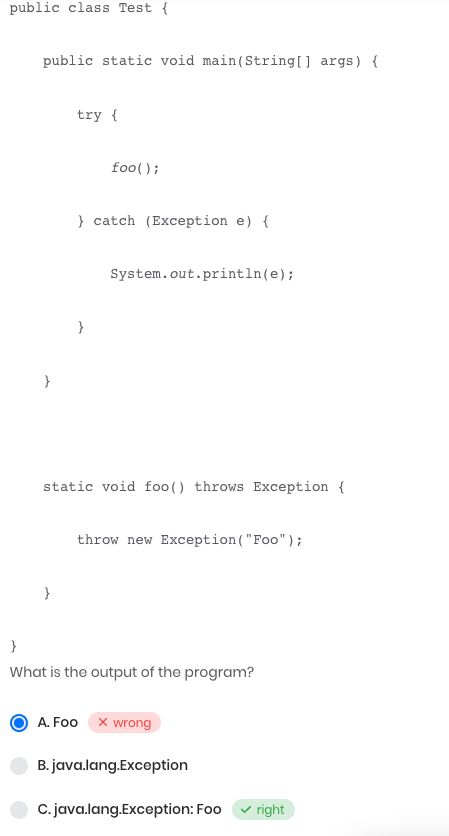 public class Test {
public static void main(String[] args) {
try {
foo();
} catch (Exception e) {
System.out.println(e);
}
}
static void foo() throws Exception {
throw new Exception("Foo");
}
}
What is the output of the program?
A. Foo × wrong
B. java.lang.Exception
C. java.lang.Exception: Foo ✓ right